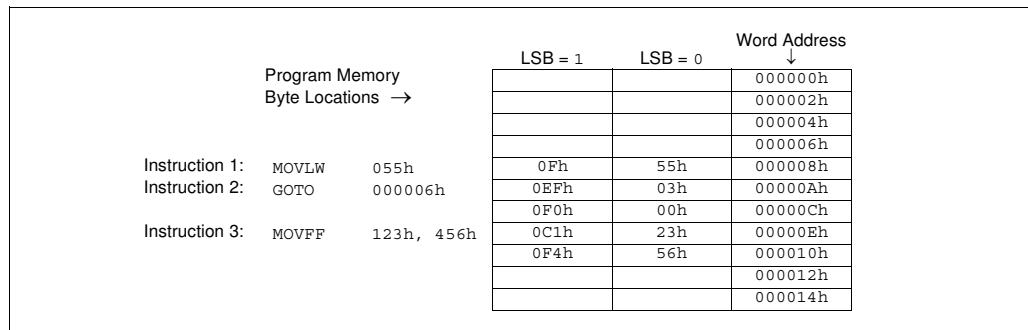 Word Address
LSB = 1 LSB = 0 ↓
Program Memory 000000h
Byte Locations → 000002h
000004h
000006h
Instruction 1: MOVLW 055h 0Fh 55h 000008h
Instruction 2: GOTO 000006h 0EFh 03h 00000Ah
0F0h 00h 00000Ch
Instruction 3: MOVFF 123h, 456h 0C1h 23h 00000Eh
0F4h 56h 000010h
000012h
000014h